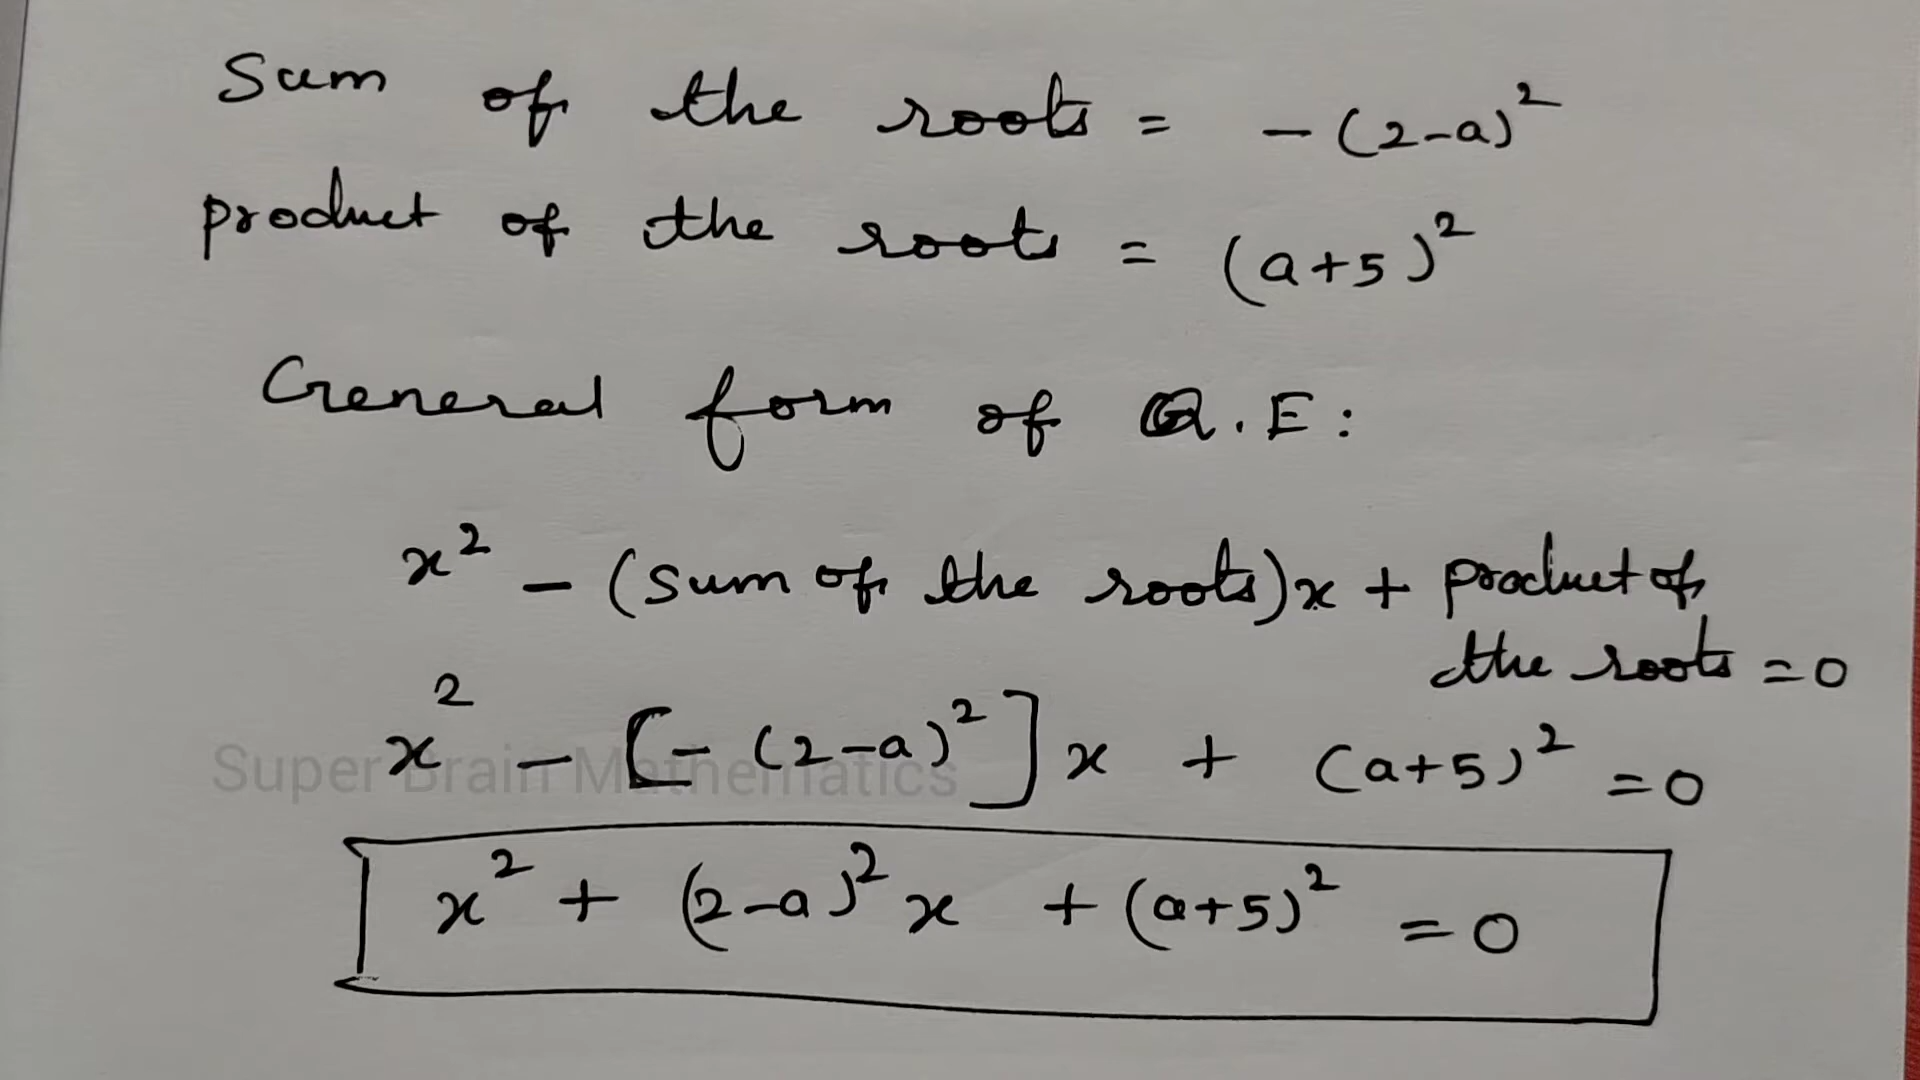 Sum of the roots = - (2-a)²
product of the roots = (a+5)²
General form of Q.E:
x² - (sum of the roots)x + product of
the roots = 0
x² - [- (2-a)²] x + (a+5)² = 0
Super Brain Mathematics
x² + (2-a)² x + (a+5)² = 0